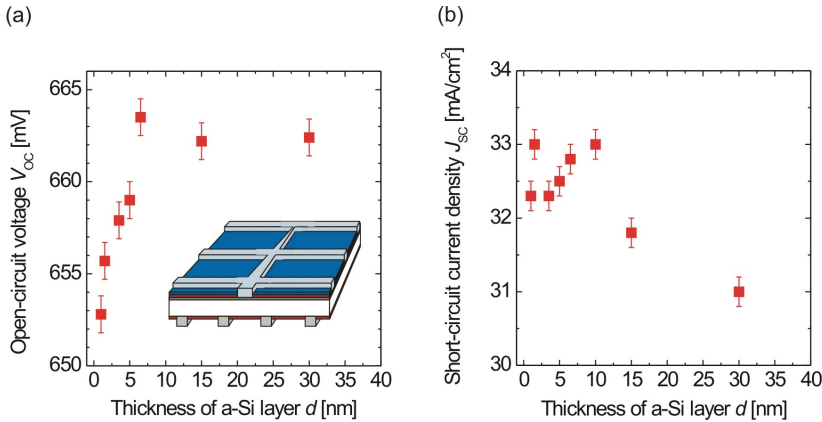 (a)
Open-circuit voltage V_OC [mV]
665
660
655
650
0 5 10 15 20 25 30 35 40
Thickness of a-Si layer d [nm]
(b)
Short-circuit current density J_SC [mA/cm²]
34
33
32
31
30
0 5 10 15 20 25 30 35 40
Thickness of a-Si layer d [nm]